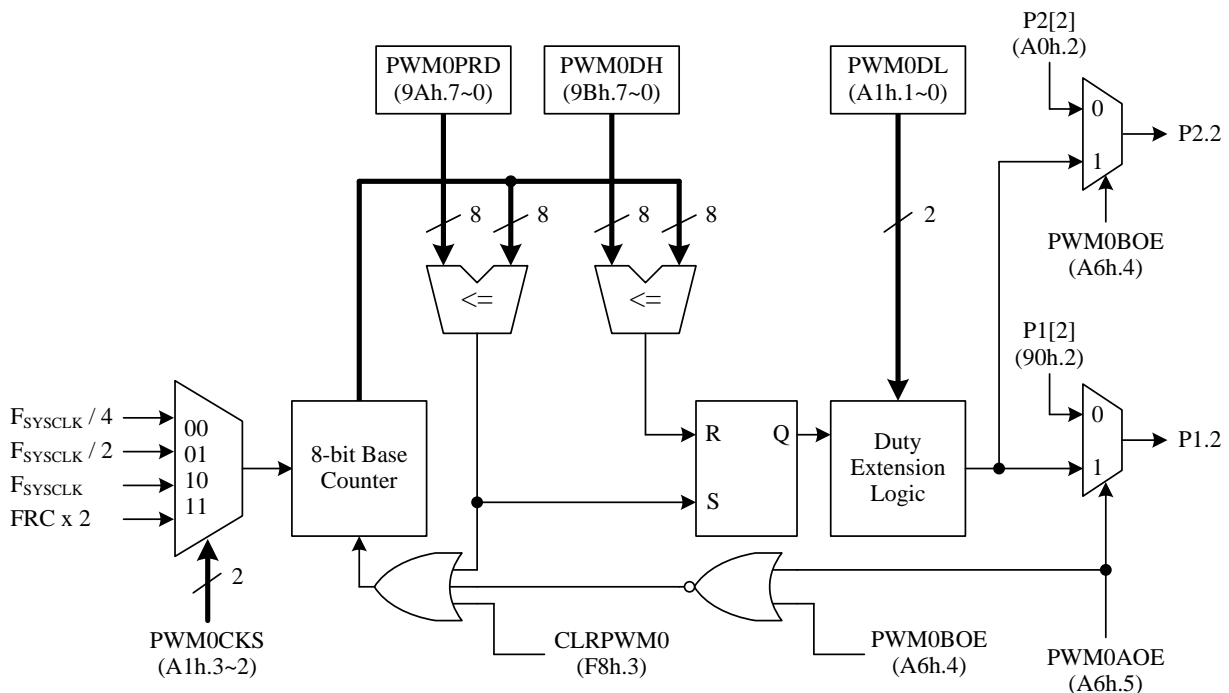 P2[2]
(A0h.2)
PWM0PRD
(9Ah.7~0)
PWM0DH
(9Bh.7~0)
PWM0DL
(A1h.1~0)
0
P2.2
1
8
8
8
8
2
PWM0BOE
(A6h.4)
<=
<=
P1[2]
(90h.2)
F_SYSCLK / 4
F_SYSCLK / 2
F_SYSCLK
FRC x 2
00
01
10
11
8-bit Base
Counter
R
Q
S
Duty
Extension
Logic
0
P1.2
1
2
PWM0CKS
(A1h.3~2)
CLRPWM0
(F8h.3)
PWM0BOE
(A6h.4)
PWM0AOE
(A6h.5)